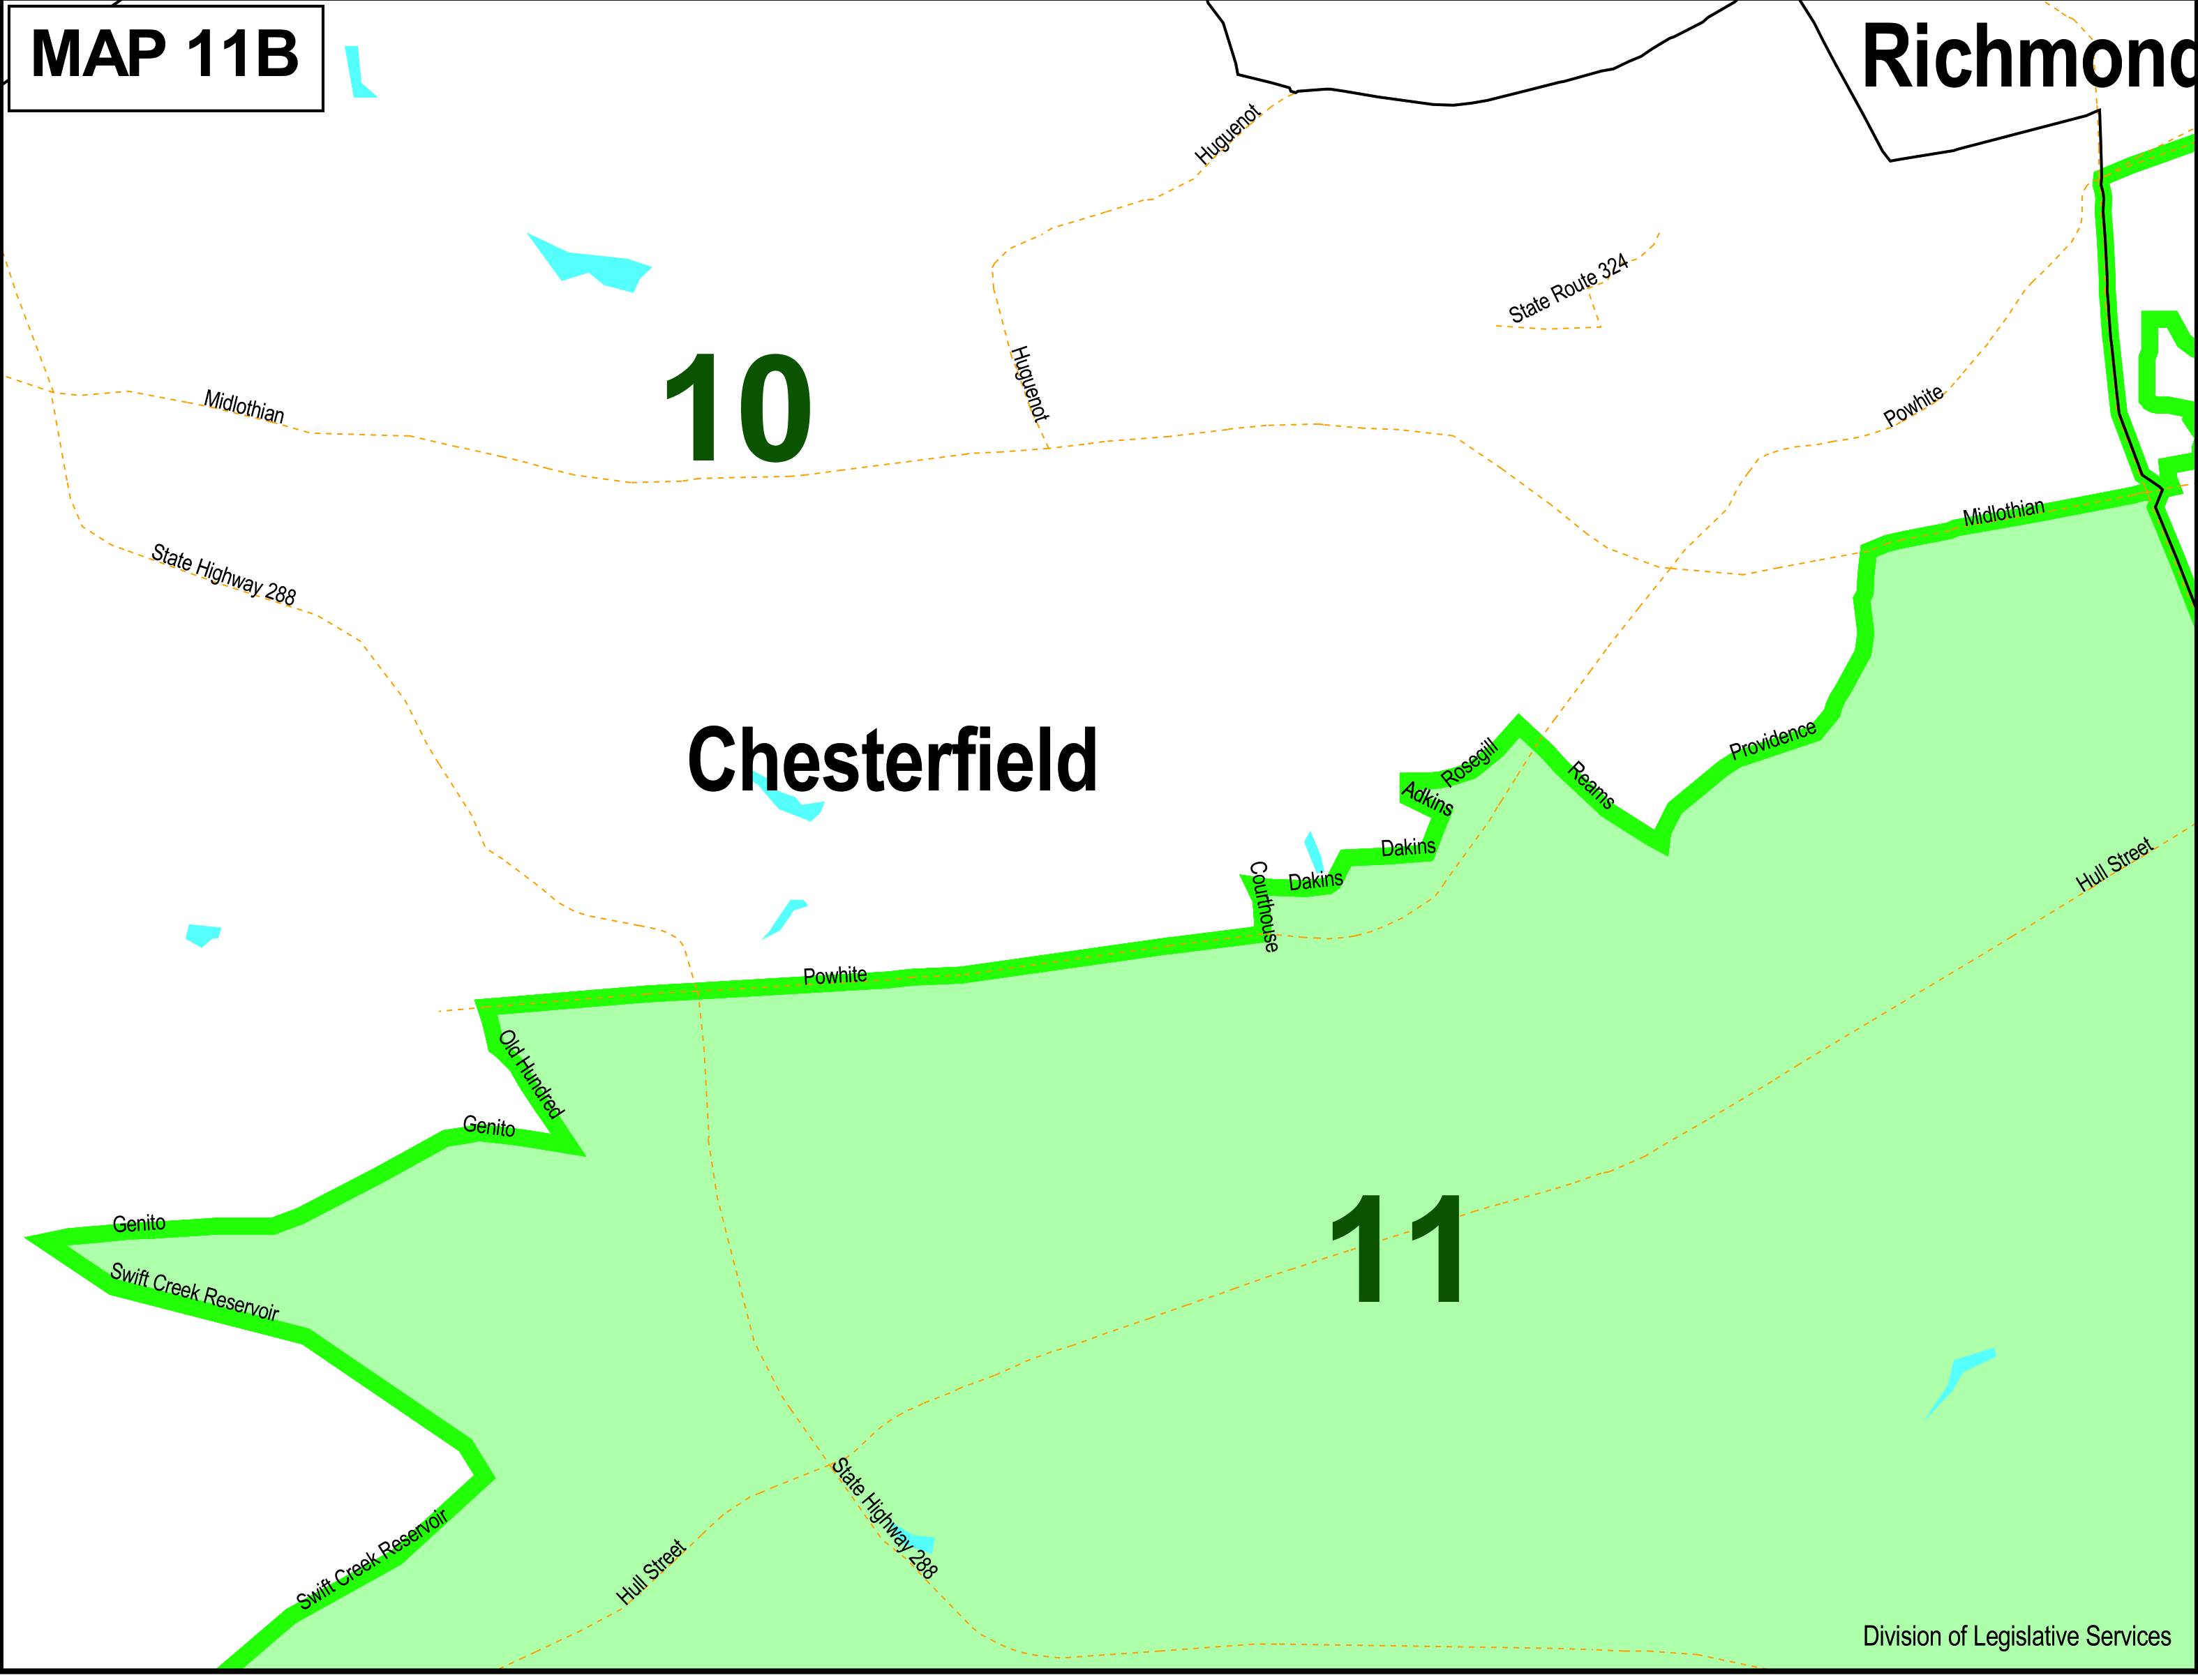 MAP 11B
Richmond
Huguenot
State Route 324
Huguenot
Midlothian
10
Powhite
Midlothian
State Highway 288
Chesterfield
Providence
Rosegill
Reams
Adkins
Dakins
Hull Street
Dakins
Courthouse
Powhite
Old Hundred
Genito
Genito
11
Swift Creek Reservoir
State Highway 288
Swift Creek Reservoir
Hull Street
Division of Legislative Services